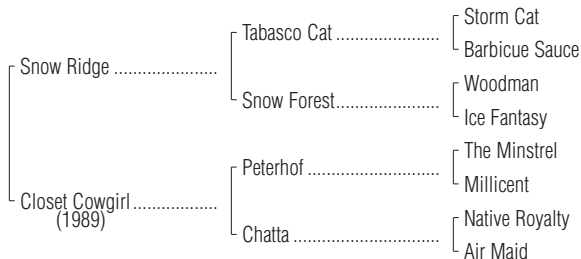 Storm Cat
Tabasco Cat ......................
Barbicue Sauce
Snow Ridge ......................
Woodman
Snow Forest......................
Ice Fantasy
The Minstrel
Peterhof ............................
Millicent
Closet Cowgirl ..................
(1989)
Native Royalty
Chatta ...............................
Air Maid